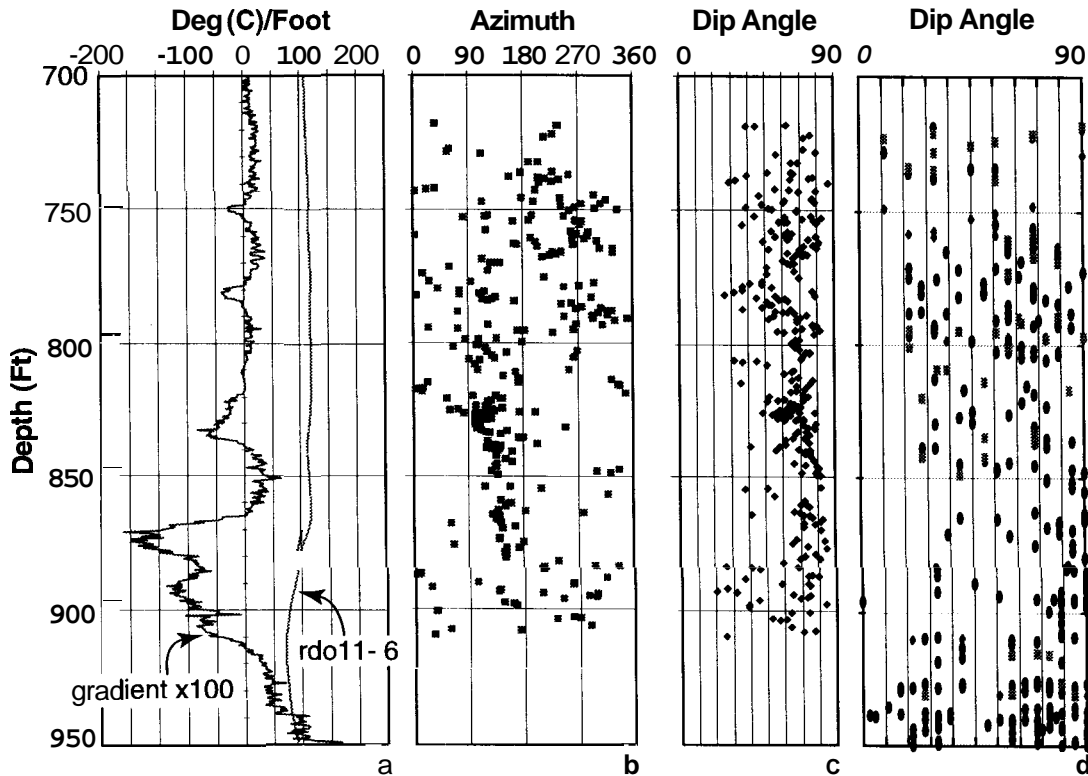 Deg (C)/Foot Azimuth Dip Angle Dip Angle
-200 -100 0 100 200 0 90 180 270 360 0 90 0 90
700
750
800
Depth (Ft)
850
900
rdo11-6
gradient x100
950
a b c d